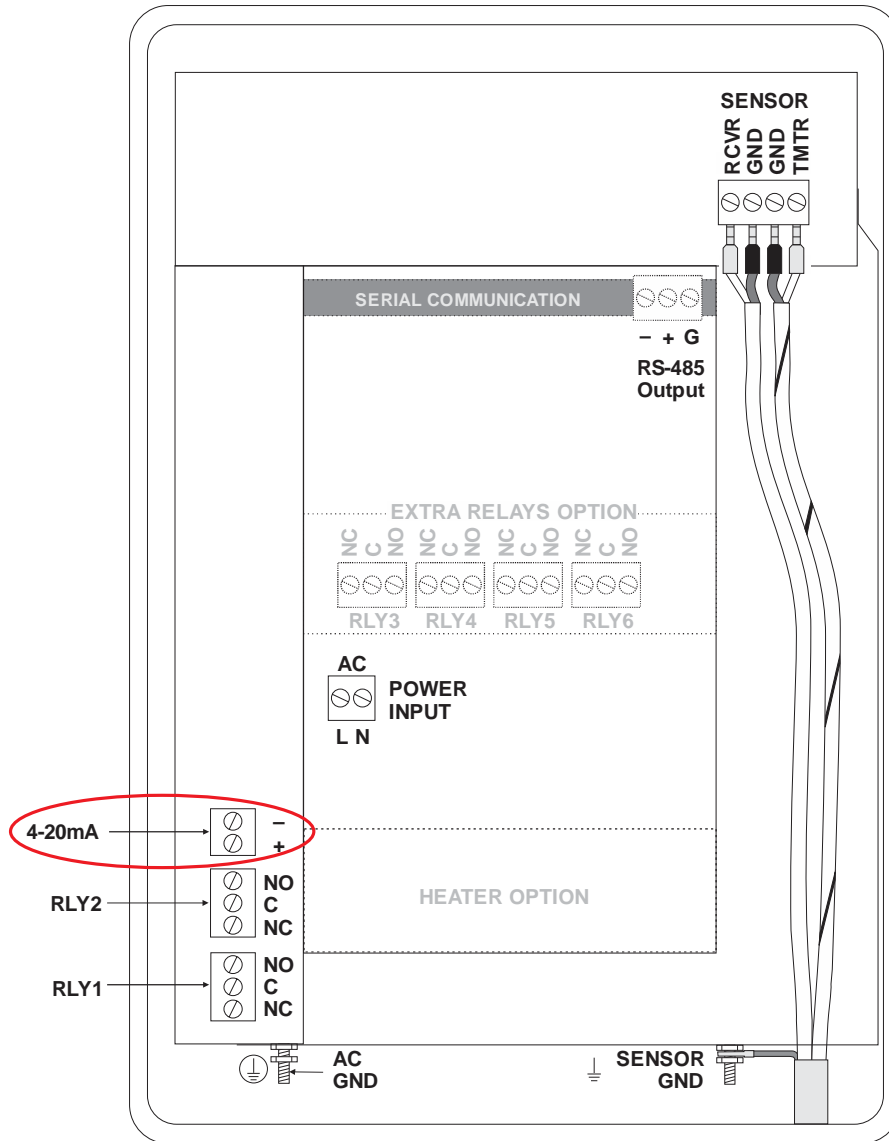 SENSOR
RCVR
GND
GND
TMTR
SERIAL COMMUNICATION
– + G
RS-485
Output
EXTRA RELAYS OPTION
NC C NO NC C NO NC C NO NC C NO
RLY3 RLY4 RLY5 RLY6
AC
POWER
INPUT
L N
4-20mA
–
+
HEATER OPTION
RLY2
NO
C
NC
RLY1
NO
C
NC
AC
GND
SENSOR
GND